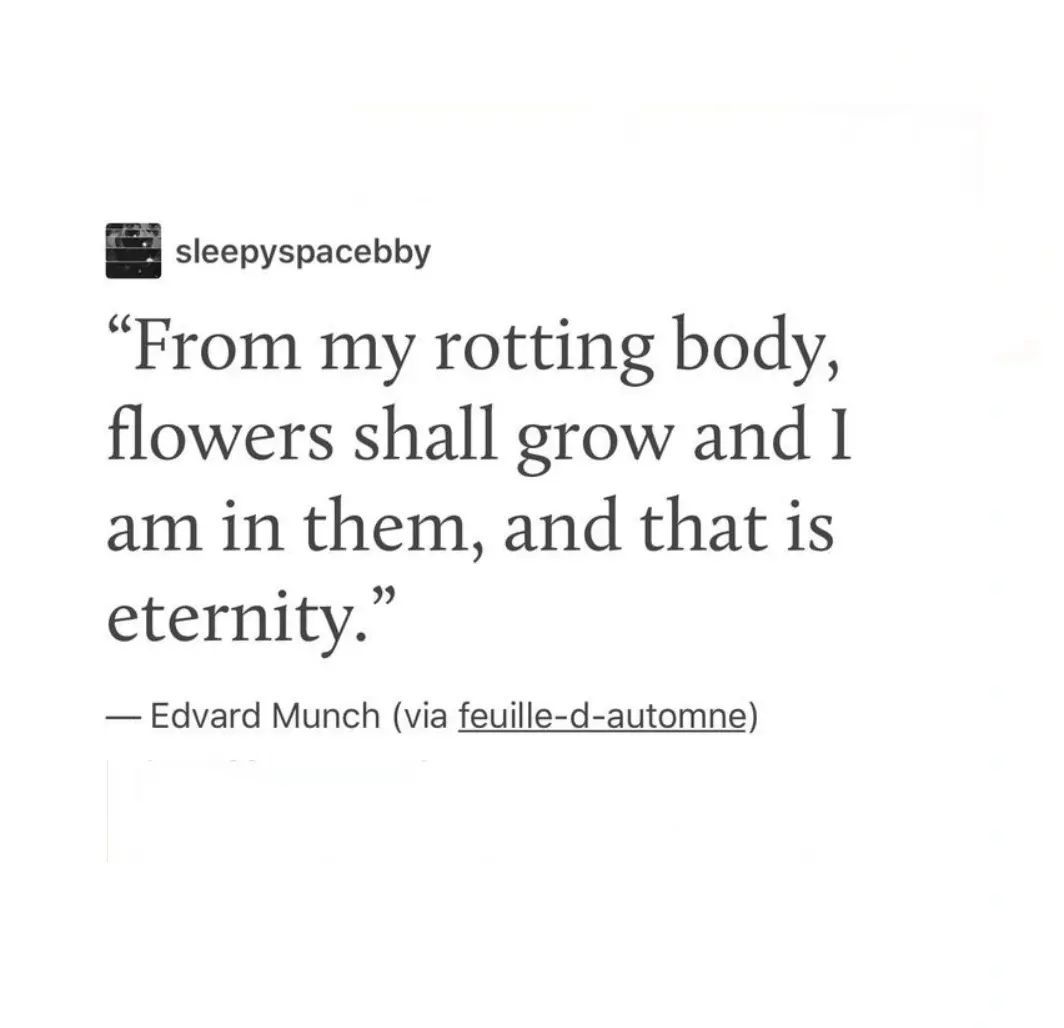 sleepyspacebby
“From my rotting body,
flowers shall grow and I
am in them, and that is
eternity.”
— Edvard Munch (via feuille-d-automne)